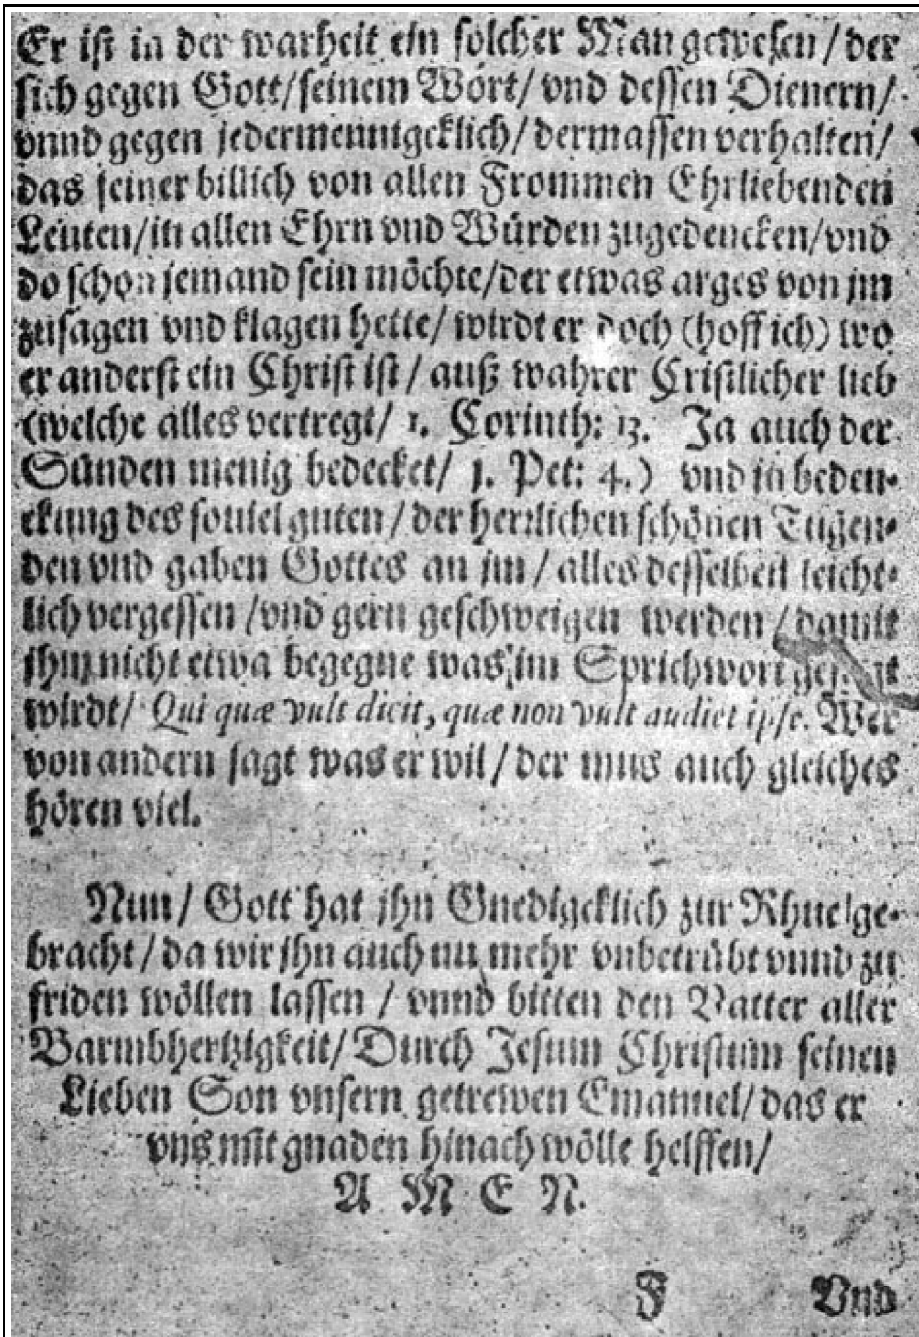 Er ist in der warheit ein solcher Man gewesen / der
sich gegen Gott / seinem Wort / vnd dessen Dienern /
vnnd gegen jedermennigcklich / dermassen verhalten /
das seiner billich von allen Frommen Ehrliebenden
Leuten / in allen Ehrn vnd Würden zugedencken / vnd
do schon jemand sein möchte / der etwas arges von jm
zusagen vnd klagen hette / wirdt er doch (hoff ich) wo
er anderst ein Christ ist / auß wahrer Cristlicher lieb
(welche alles vertregt / 1. Corinth: 13. Ja auch der
Sünden menig bedecket / 1. Pet: 4.) vnd in beden-
ckung des souiel guten / der herrlichen schönen Tugen-
den vnd gaben Gottes an jm / alles desselben leicht-
lich vergessen / vnd gern geschweigen werden / damit
jhm nicht etwa begegne was im Sprichwort gesagt
wirdt / Qui quæ vult dicit, quæ non vult audiet ipse. Wer
von andern sagt was er wil / der mus auch gleiches
hören viel.
Nun / Gott hat jhn Gnedigcklich zur Rhue ge-
bracht / da wir jhn auch nu mehr vnbetrübt vnnd zu
friden wöllen lassen / vnnd bitten den Vatter aller
Barmbhertzigkeit / Durch Jesum Christum seinen
Lieben Son vnsern getrewen Emanuel / das er
vns mit gnaden hinach wölle helffen /
A M E N.
F Vnd